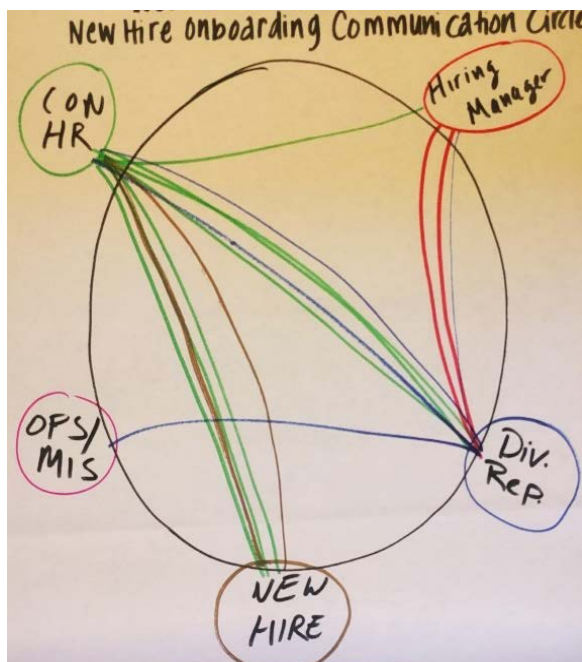 New Hire Onboarding Communication Circle
CON
HR
Hiring
Manager
OFS/
MIS
Div.
Rep.
NEW
HIRE